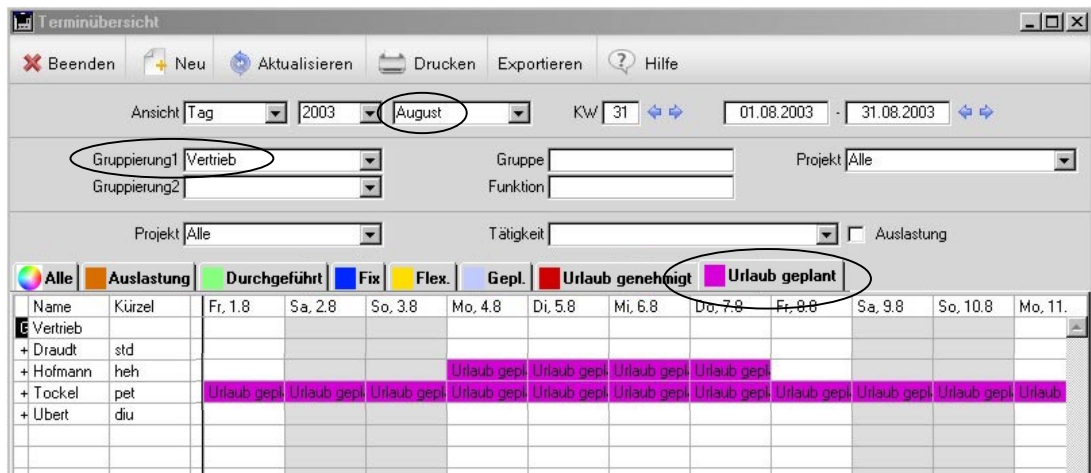 Terminübersicht
Beenden Neu Aktualisieren Drucken Exportieren Hilfe
Ansicht Tag 2003 August KW 31 01.08.2003 - 31.08.2003
Gruppierung1 Vertrieb Gruppe Projekt Alle
Gruppierung2 Funktion
Projekt Alle Tätigkeit Auslastung
Alle Auslastung Durchgeführt Fix Flex. Gepl. Urlaub genehmigt Urlaub geplant
Name Kürzel Fr, 1.8 Sa, 2.8 So, 3.8 Mo, 4.8 Di, 5.8 Mi, 6.8 Do, 7.8 Fr, 8.8 Sa, 9.8 So, 10.8 Mo, 11.
Vertrieb
+ Draudt std
+ Hofmann heh Urlaub gepl Urlaub gepl Urlaub gepl Urlaub gepl
+ Tockel pet Urlaub gepl Urlaub gepl Urlaub gepl Urlaub gepl Urlaub gepl Urlaub gepl Urlaub gepl Urlaub gepl Urlaub gepl Urlaub gepl Urlaub
+ Ubert diu